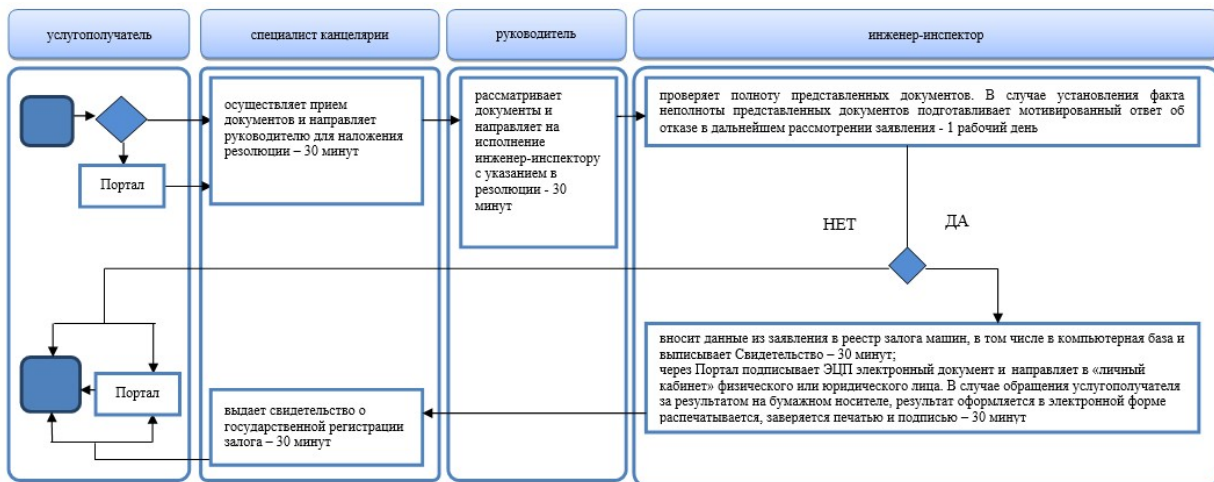 услугополучатель
специалист канцелярии
руководитель
инженер-инспектор
осуществляет прием
документов и направляет
руководителю для наложения
резолюции – 30 минут
рассматривает
документы и
направляет на
исполнение
инженер-инспектору
с указанием в
резолюции - 30
минут
проверяет полноту представленных документов. В случае установления факта
неполноты представленных документов подготавливает мотивированный ответ об
отказе в дальнейшем рассмотрении заявления - 1 рабочий день
Портал
НЕТ
ДА
вносит данные из заявления в реестр залога машин, в том числе в компьютерная база и
выписывает Свидетельство – 30 минут;
через Портал подписывает ЭЦП электронный документ и направляет в «личный
кабинет» физического или юридического лица. В случае обращения услугополучателя
за результатом на бумажном носителе, результат оформляется в электронной форме
распечатывается, заверяется печатью и подписью – 30 минут
Портал
выдает свидетельство о
государственной регистрации
залога – 30 минут